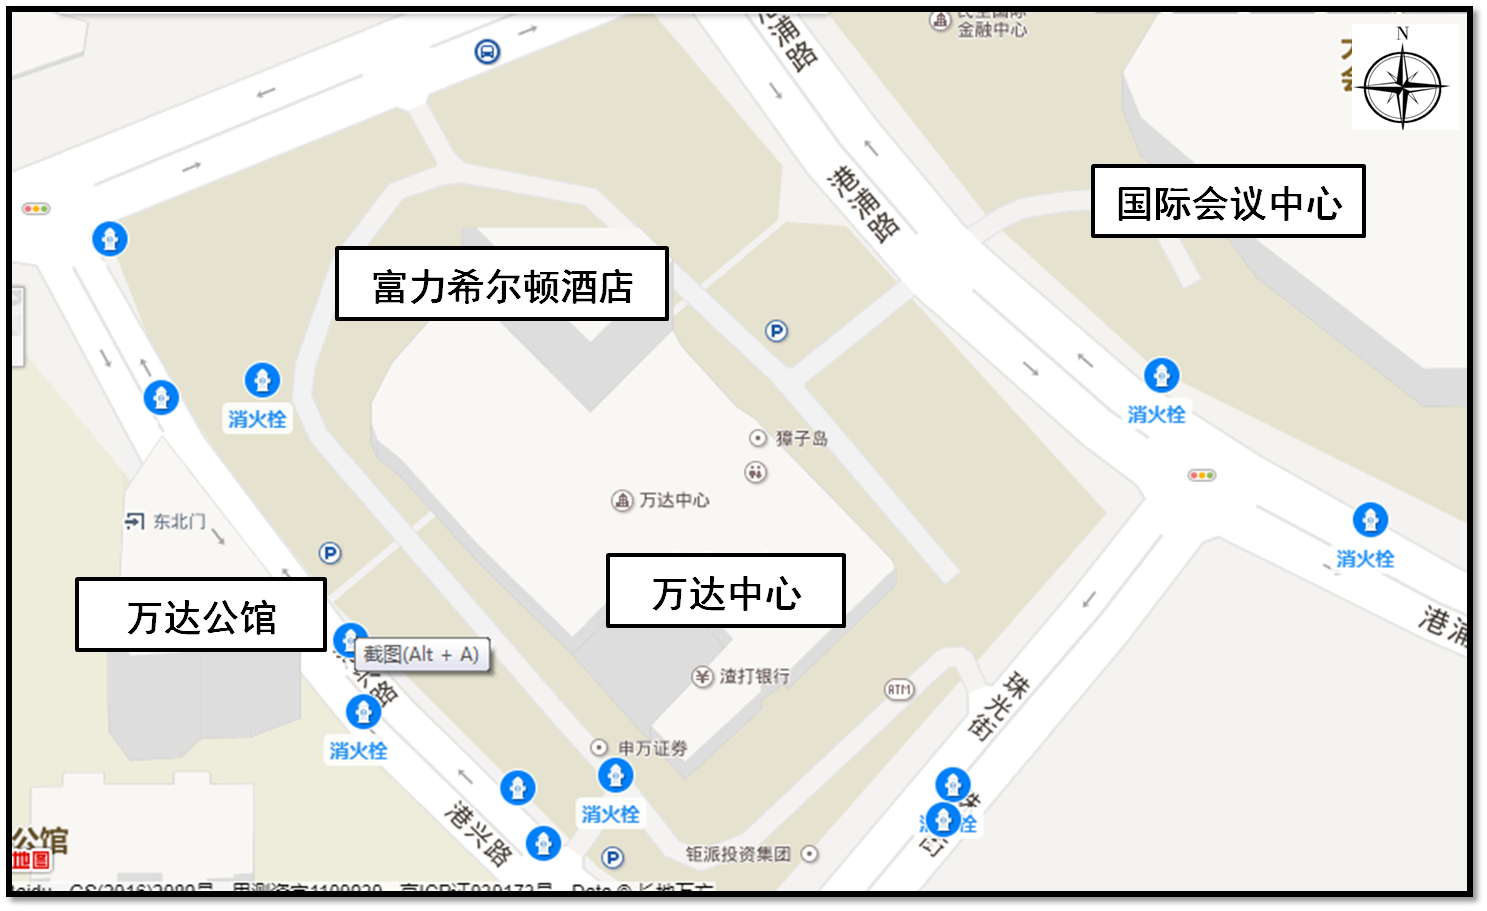 金融中心
N
港浦路
港浦路
国际会议中心
富力希尔顿酒店
P
消火栓
消火栓
獐子岛
万达中心
东北门
P
消火栓
万达公馆
万达中心
截图(Alt + A)
渣打银行
ATM
珠光街
消火栓
申万证券
消火栓
港兴路
钜派投资集团
P
公馆
地图